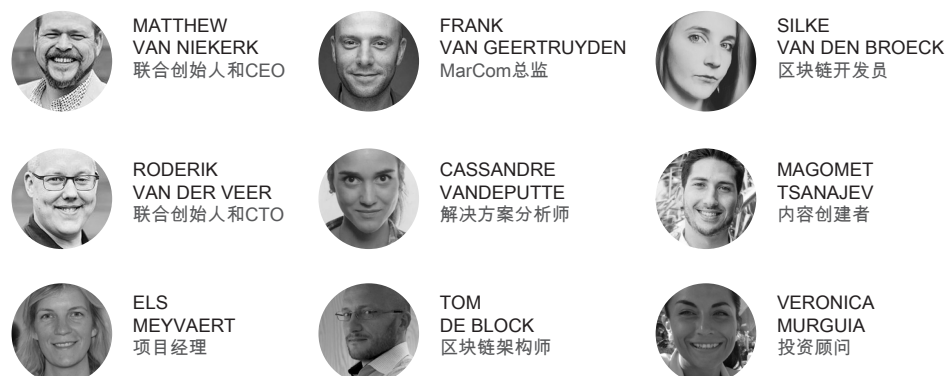 MATTHEW
VAN NIEKERK
联合创始人和CEO
FRANK
VAN GEERTRUYDEN
MarCom总监
SILKE
VAN DEN BROECK
区块链开发员
RODERIK
VAN DER VEER
联合创始人和CTO
CASSANDRE
VANDEPUTTE
解决方案分析师
MAGOMET
TSANAJEV
内容创建者
ELS
MEYVAERT
项目经理
TOM
DE BLOCK
区块链架构师
VERONICA
MURGUIA
投资顾问